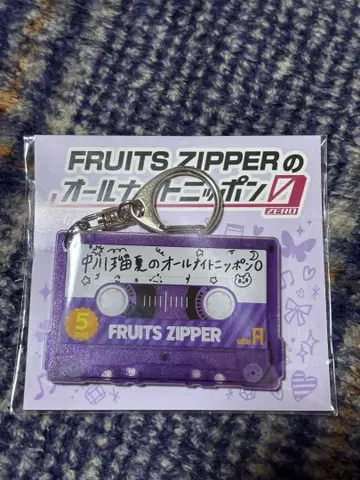 FRUITS ZIPPERの
オールナイトニッポン0
ZERO
中川瑠夏のオールナイトニッポン0
5
FRUITS ZIPPER
A